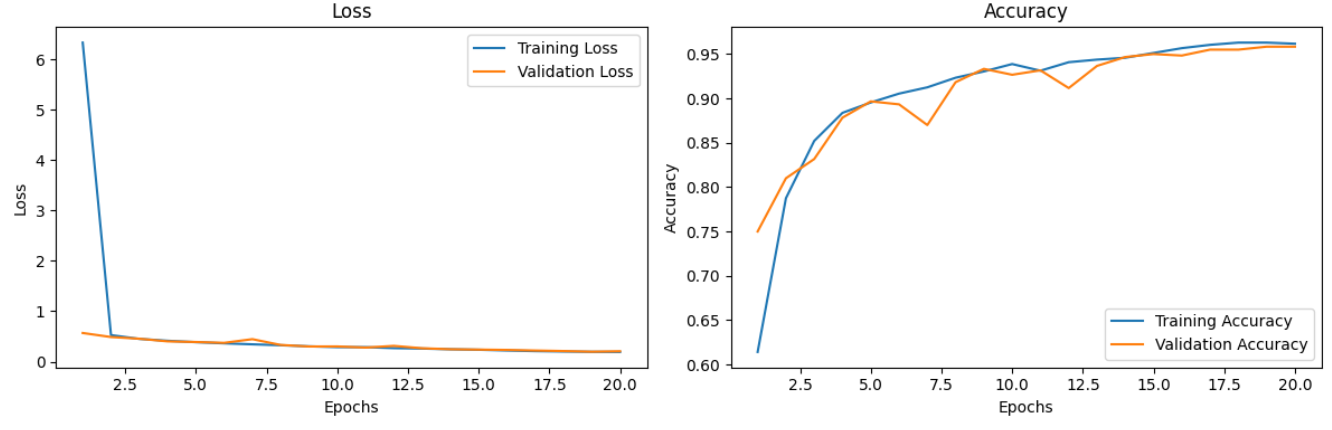 Loss
6
5
4
3
2
1
0
Loss
2.5 5.0 7.5 10.0 12.5 15.0 17.5 20.0
Epochs
Training Loss
Validation Loss
Accuracy
0.95
0.90
0.85
0.80
0.75
0.70
0.65
0.60
Accuracy
2.5 5.0 7.5 10.0 12.5 15.0 17.5 20.0
Epochs
Training Accuracy
Validation Accuracy